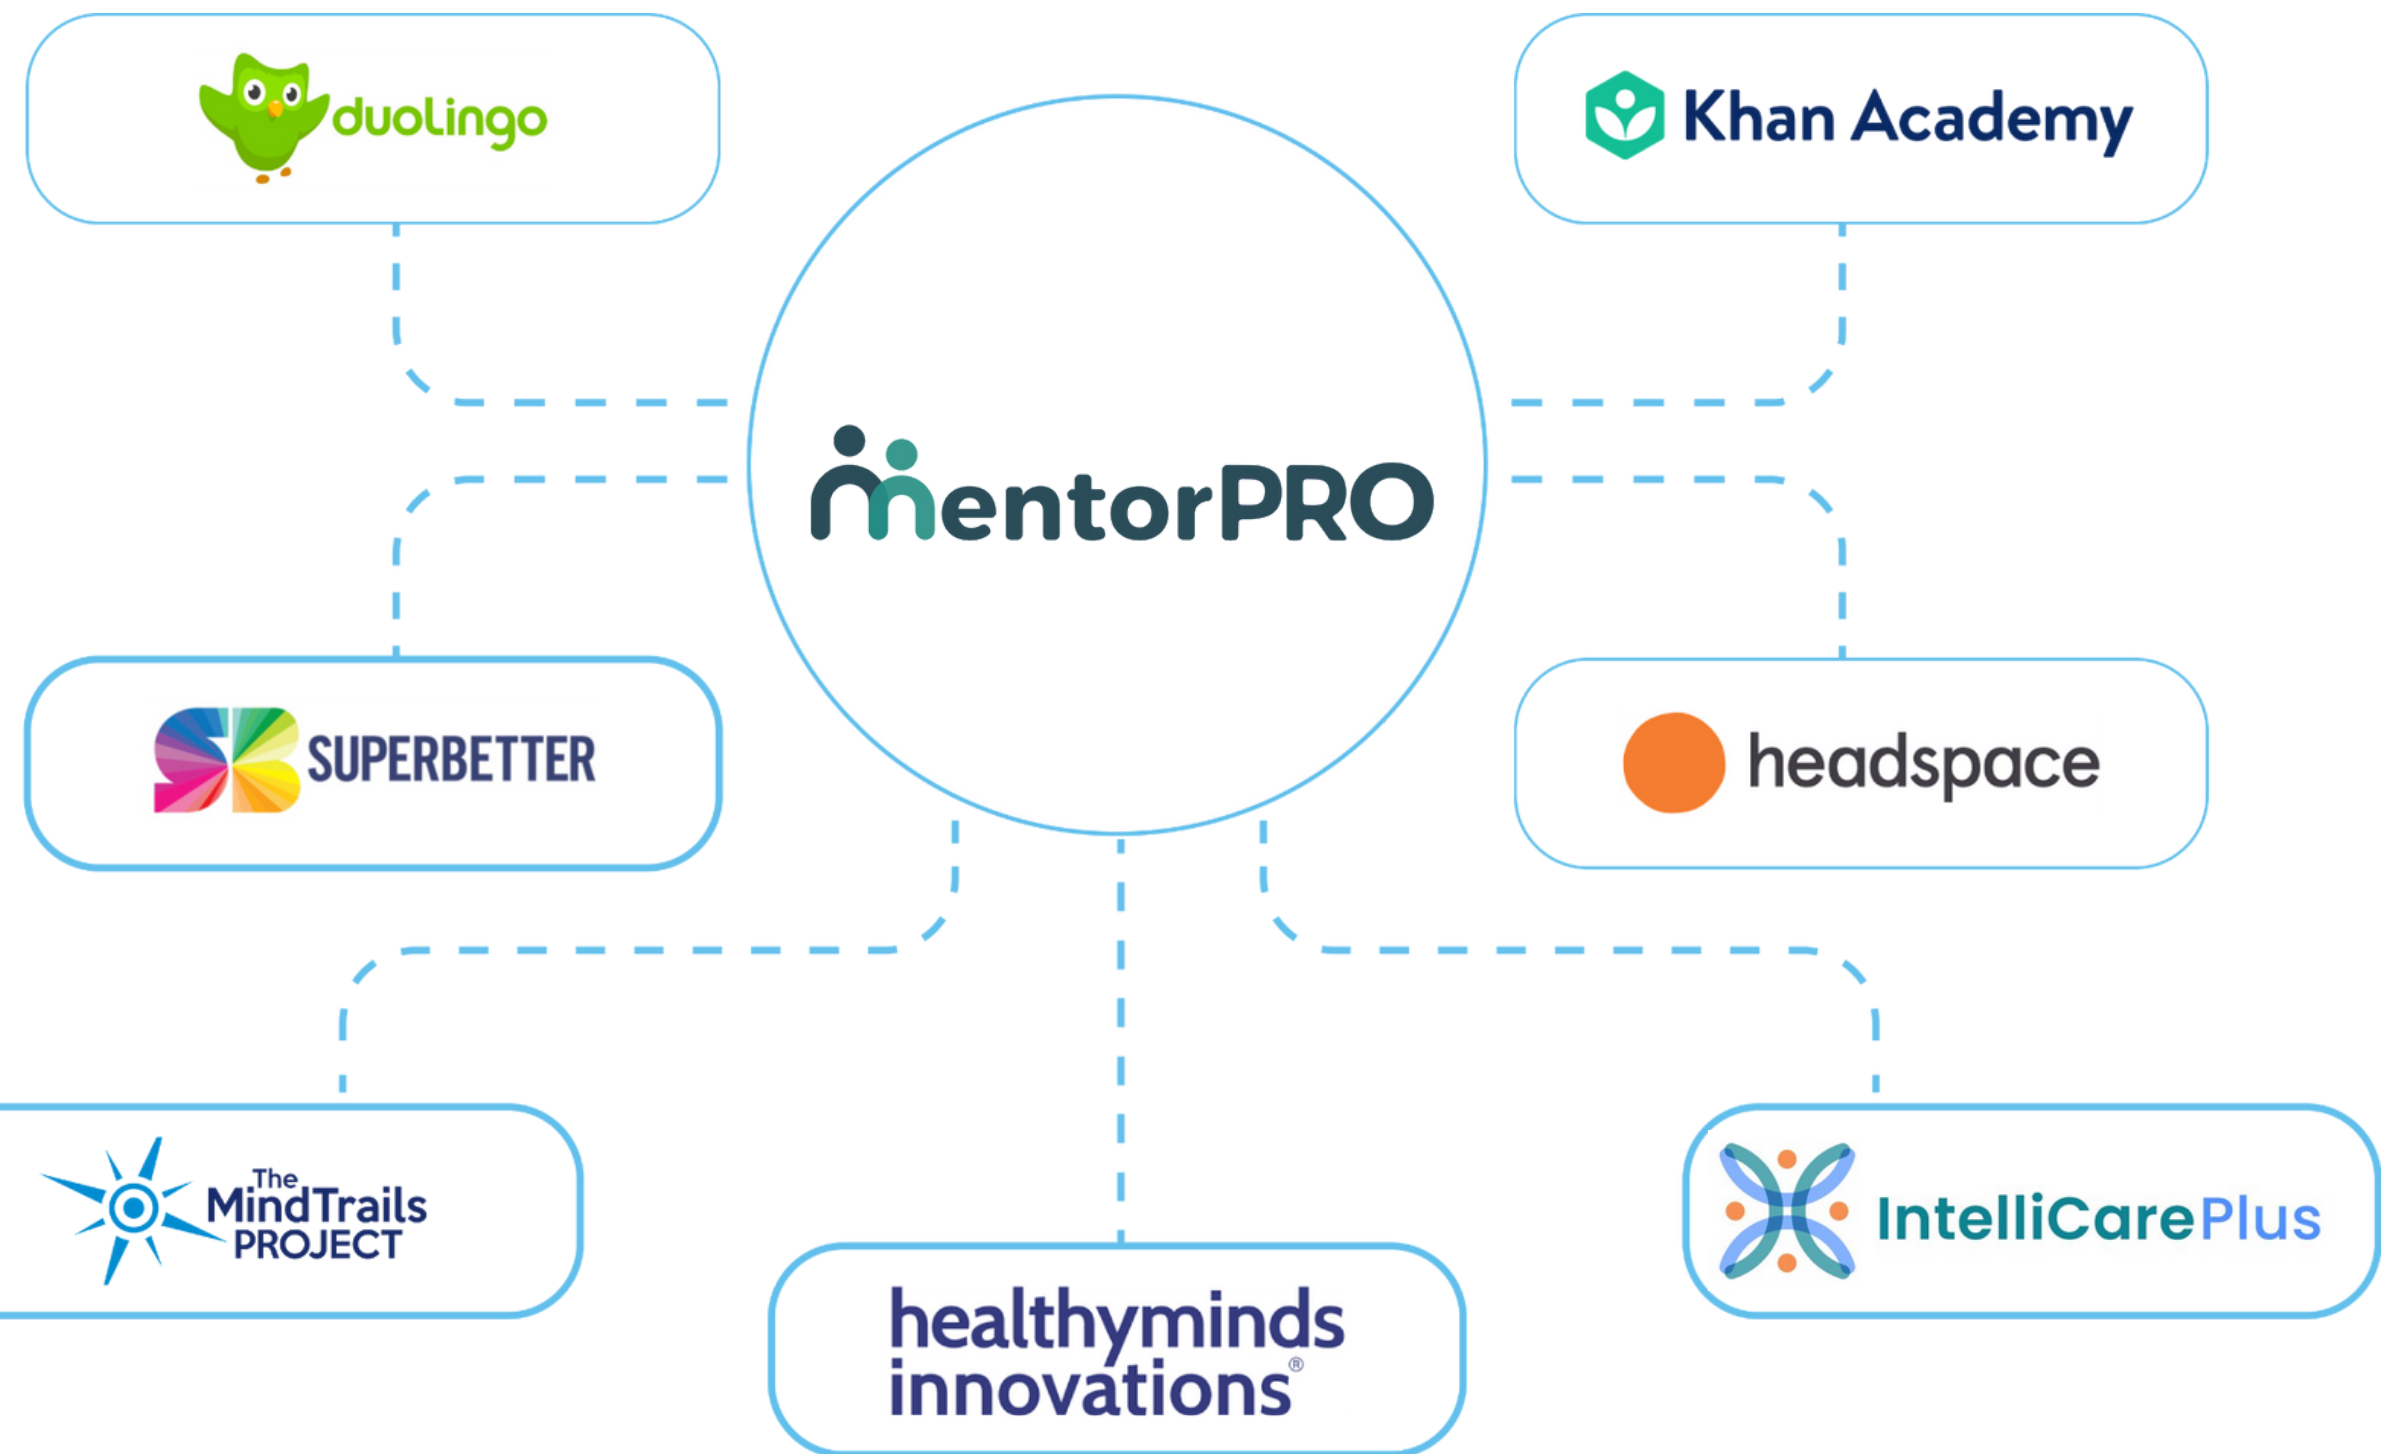 duolingo
Khan Academy
mentorPRO
SUPERBETTER
headspace
The
MindTrails
PROJECT
IntelliCarePlus
healthyminds
innovations®